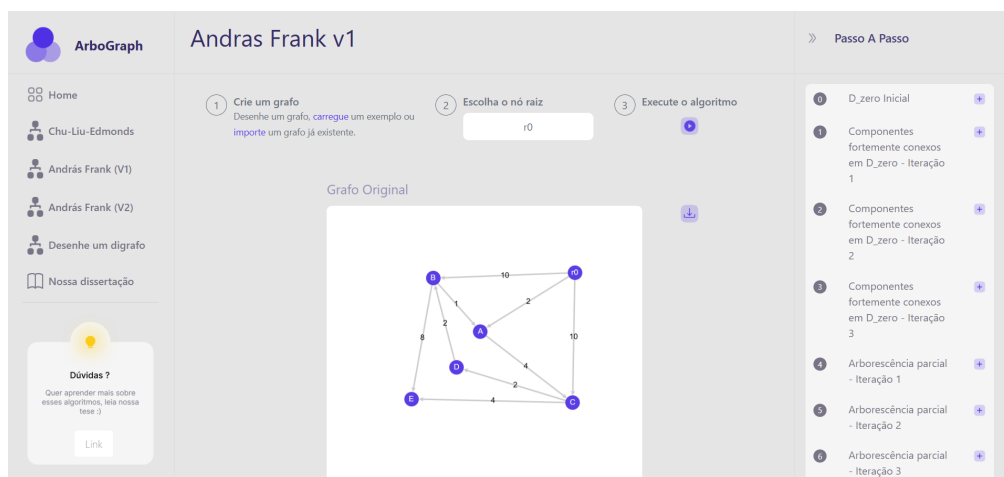 ArboGraph
Andras Frank v1
Passo A Passo
Home
Chu-Liu-Edmonds
András Frank (V1)
András Frank (V2)
Desenhe um digrafo
Nossa dissertação
Dúvidas ?
Quer aprender mais sobre
esses algoritmos, leia nossa
tese :)
Link
1
Crie um grafo
Desenhe um grafo, carregue um exemplo ou
importe um grafo já existente.
2
Escolha o nó raiz
r0
3
Execute o algoritmo
Grafo Original
B
10
r0
1
2
A
2
8
10
D
4
2
E
4
C
0
D_zero Inicial
+
1
Componentes
fortemente conexos
em D_zero - Iteração
1
+
2
Componentes
fortemente conexos
em D_zero - Iteração
2
+
3
Componentes
fortemente conexos
em D_zero - Iteração
3
+
4
Arborescência parcial
- Iteração 1
+
5
Arborescência parcial
- Iteração 2
+
6
Arborescência parcial
- Iteração 3
+